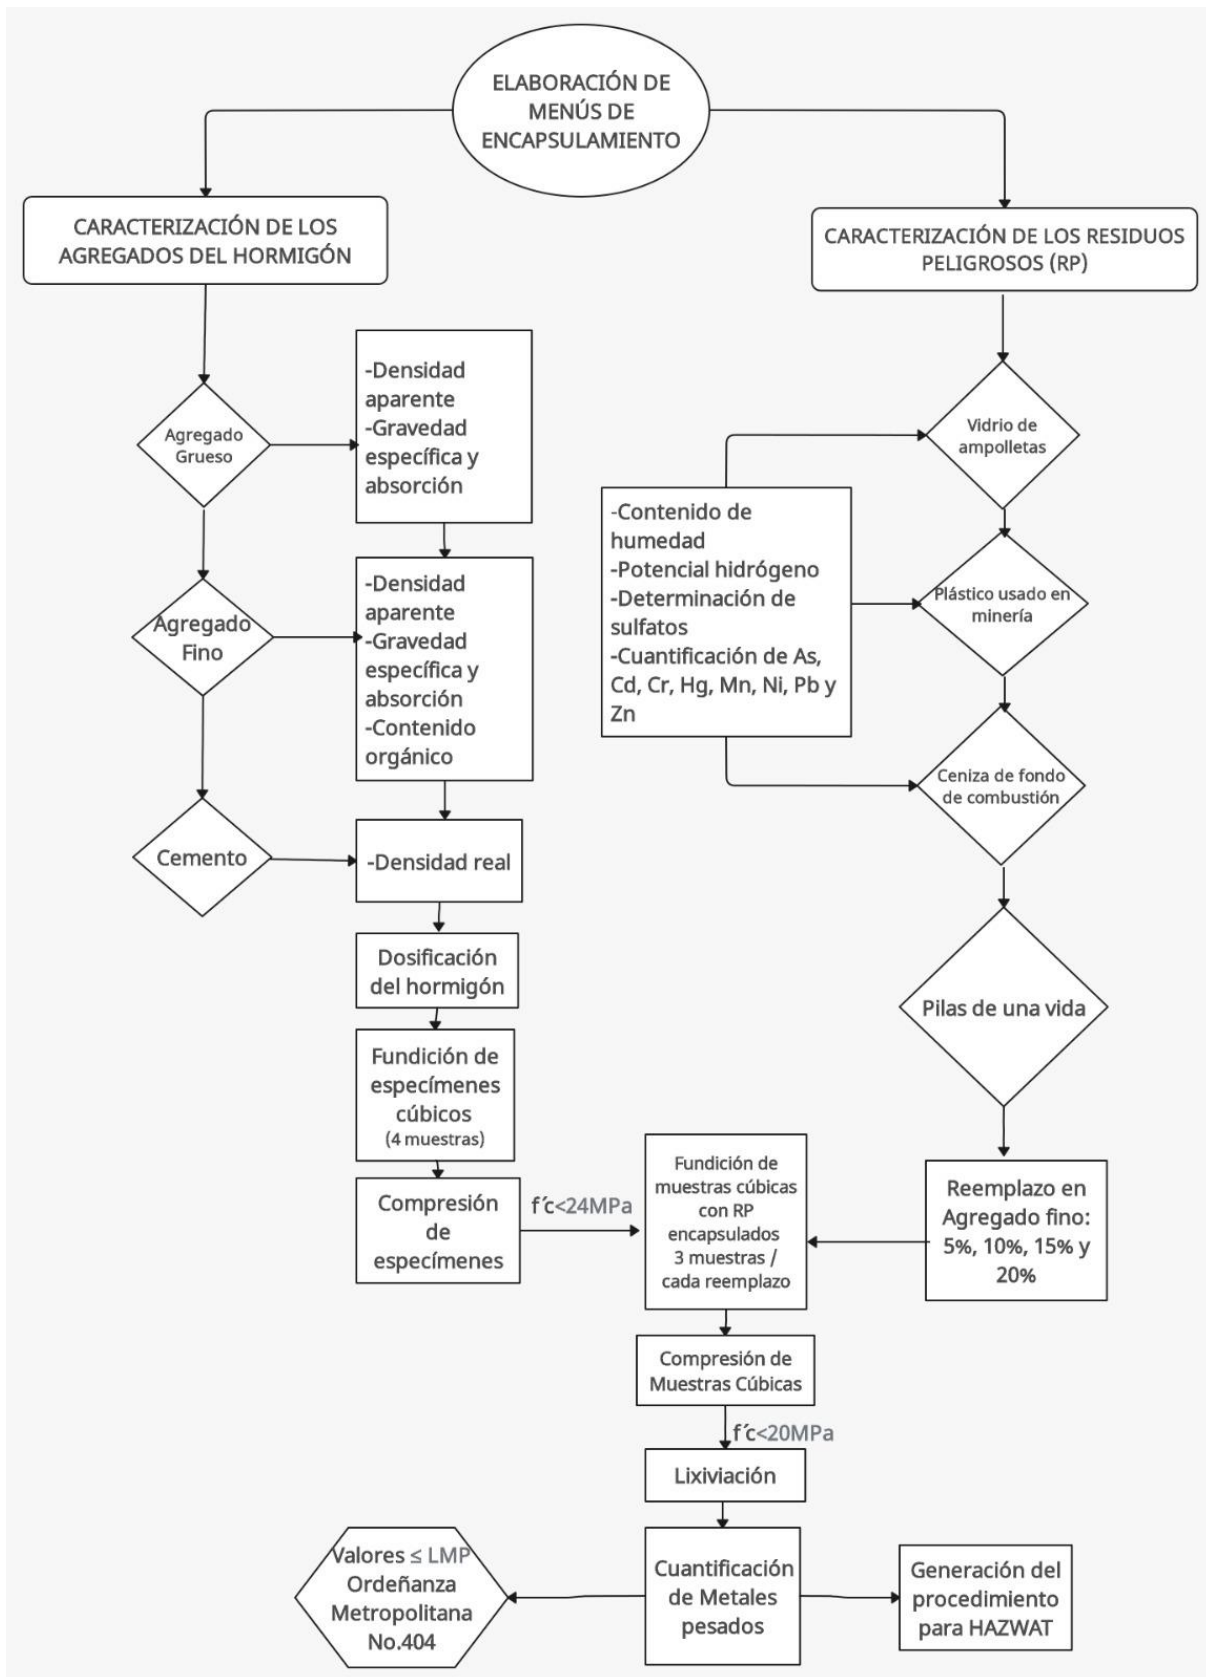 ELABORACIÓN DE
MENÚS DE
ENCAPSULAMIENTO
CARACTERIZACIÓN DE LOS
AGREGADOS DEL HORMIGÓN
CARACTERIZACIÓN DE LOS RESIDUOS
PELIGROSOS (RP)
Agregado
Grueso
-Densidad
aparente
-Gravedad
específica y
absorción
Agregado
Fino
-Densidad
aparente
-Gravedad
específica y
absorción
-Contenido
orgánico
Cemento
-Densidad real
Dosificación
del hormigón
Fundición de
especímenes
cúbicos
(4 muestras)
Compresión
de
especímenes
f´c<24MPa
Vidrio de
ampolletas
-Contenido de
humedad
-Potencial hidrógeno
-Determinación de
sulfatos
-Cuantificación de As,
Cd, Cr, Hg, Mn, Ni, Pb y
Zn
Plástico usado en
minería
Ceniza de fondo
de combustión
Pilas de una vida
Reemplazo en
Agregado fino:
5%, 10%, 15% y
20%
Fundición de
muestras cúbicas
con RP
encapsulados
3 muestras /
cada reemplazo
Compresión de
Muestras Cúbicas
f´c<20MPa
Lixiviación
Cuantificación
de Metales
pesados
Valores ≤ LMP
Ordeñanza
Metropolitana
No.404
Generación del
procedimiento
para HAZWAT